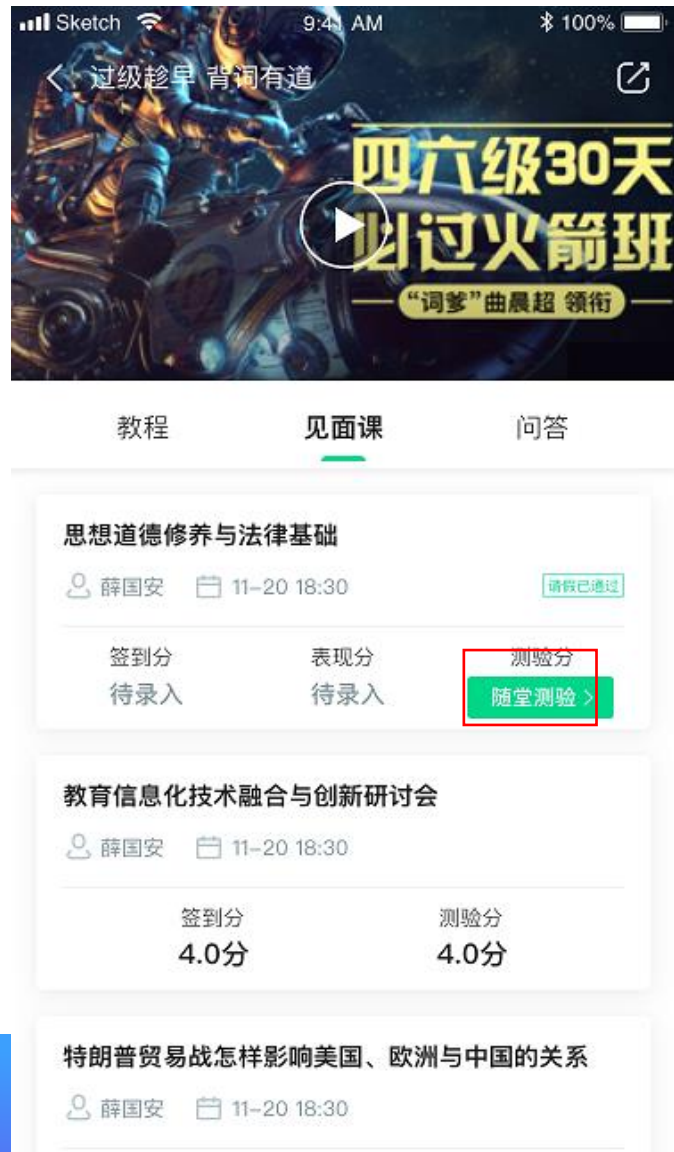 Sketch 9:41 AM 100%
过级趁早 背词有道
四六级30天
必过火箭班
“词爹”曲晨超 领衔
教程 见面课 问答
思想道德修养与法律基础
薛国安 11-20 18:30 请假已通过
签到分 表现分 测验分
待录入 待录入 随堂测验 >
教育信息化技术融合与创新研讨会
薛国安 11-20 18:30
签到分 测验分
4.0分 4.0分
特朗普贸易战怎样影响美国、欧洲与中国的关系
薛国安 11-20 18:30